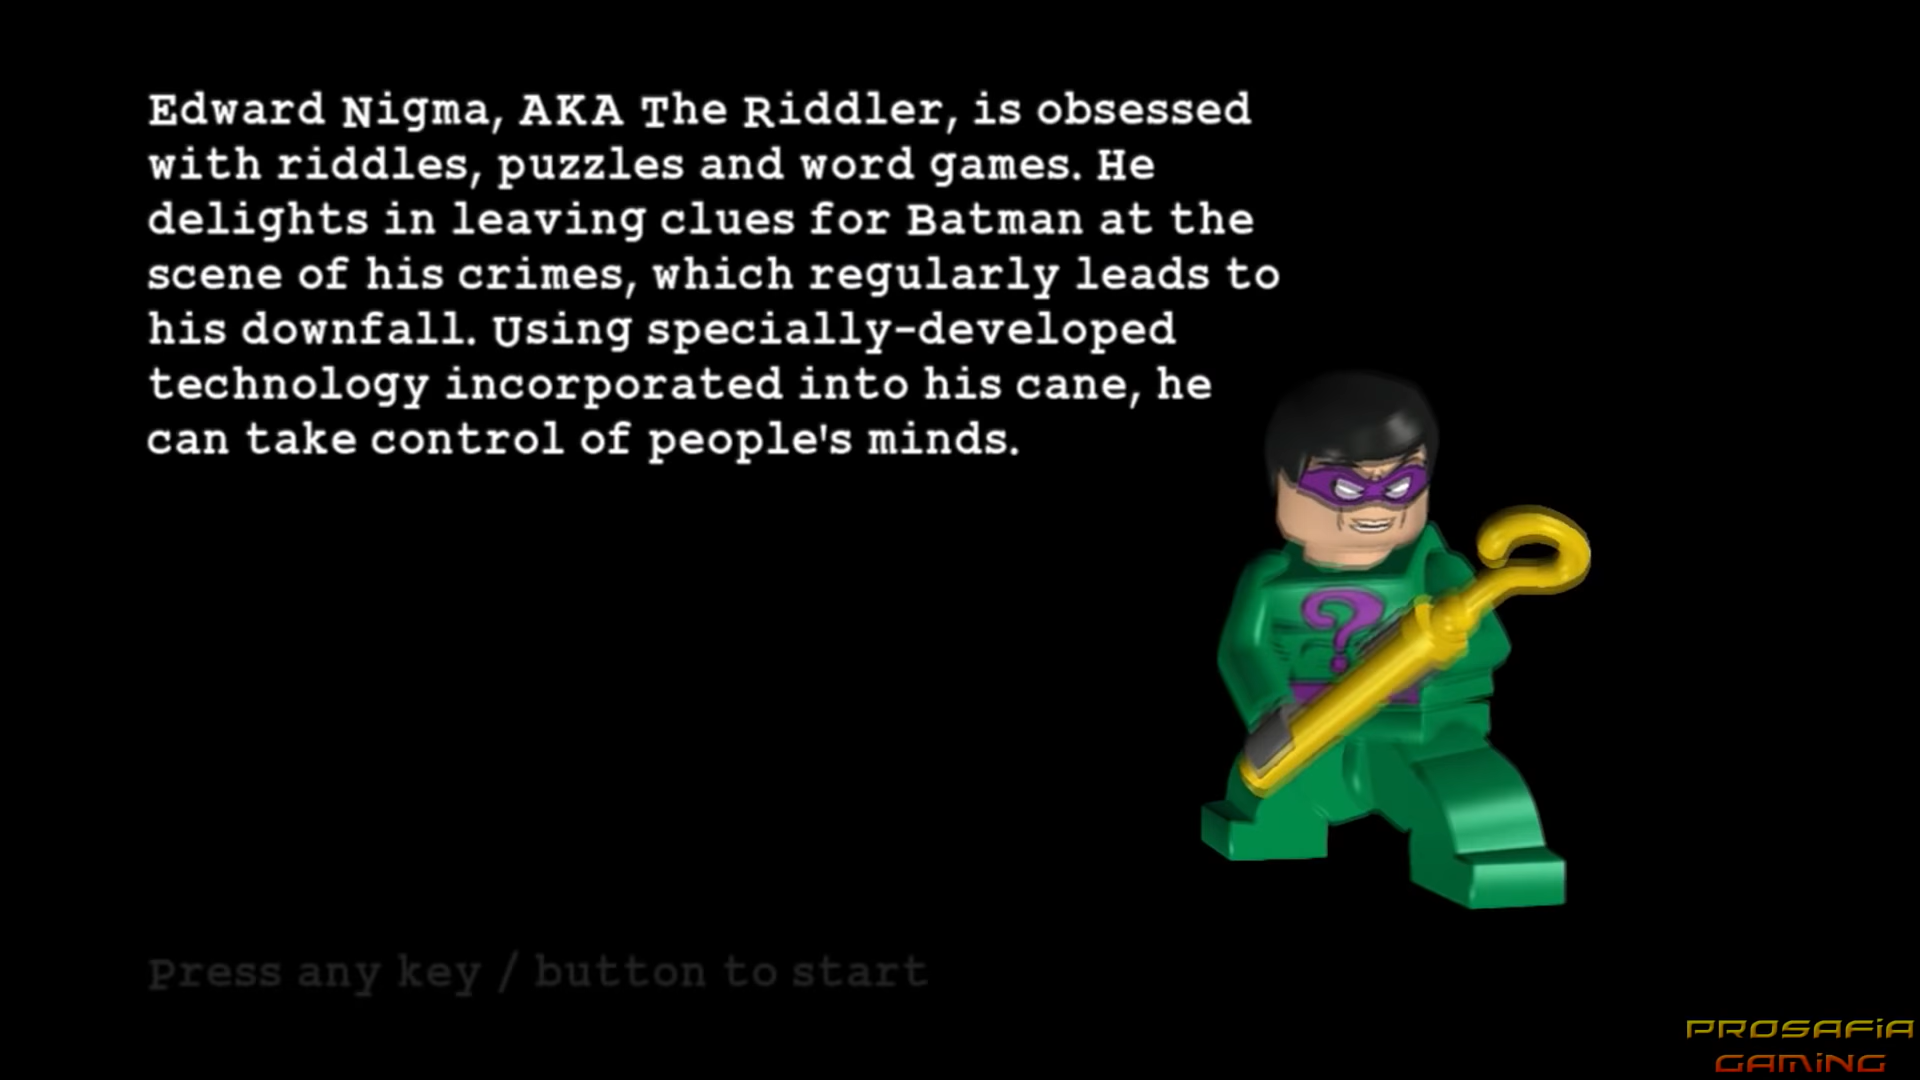 Edward Nigma, AKA The Riddler, is obsessed
with riddles, puzzles and word games. He
delights in leaving clues for Batman at the
scene of his crimes, which regularly leads to
his downfall. Using specially-developed
technology incorporated into his cane, he
can take control of people's minds.
?
Press any key / button to start
PROSAFiA
GAMiNG